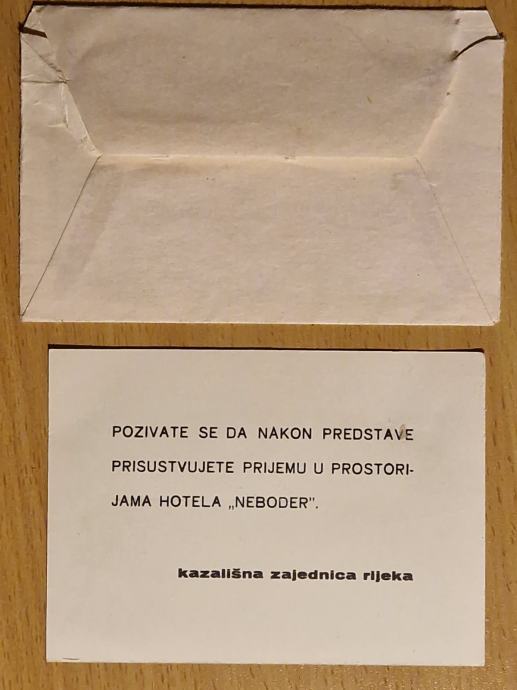 POZIVATE SE DA NAKON PREDSTAVE
PRISUSTVUJETE PRIJEMU U PROSTORI-
JAMA HOTELA „NEBODER”.
kazališna zajednica rijeka